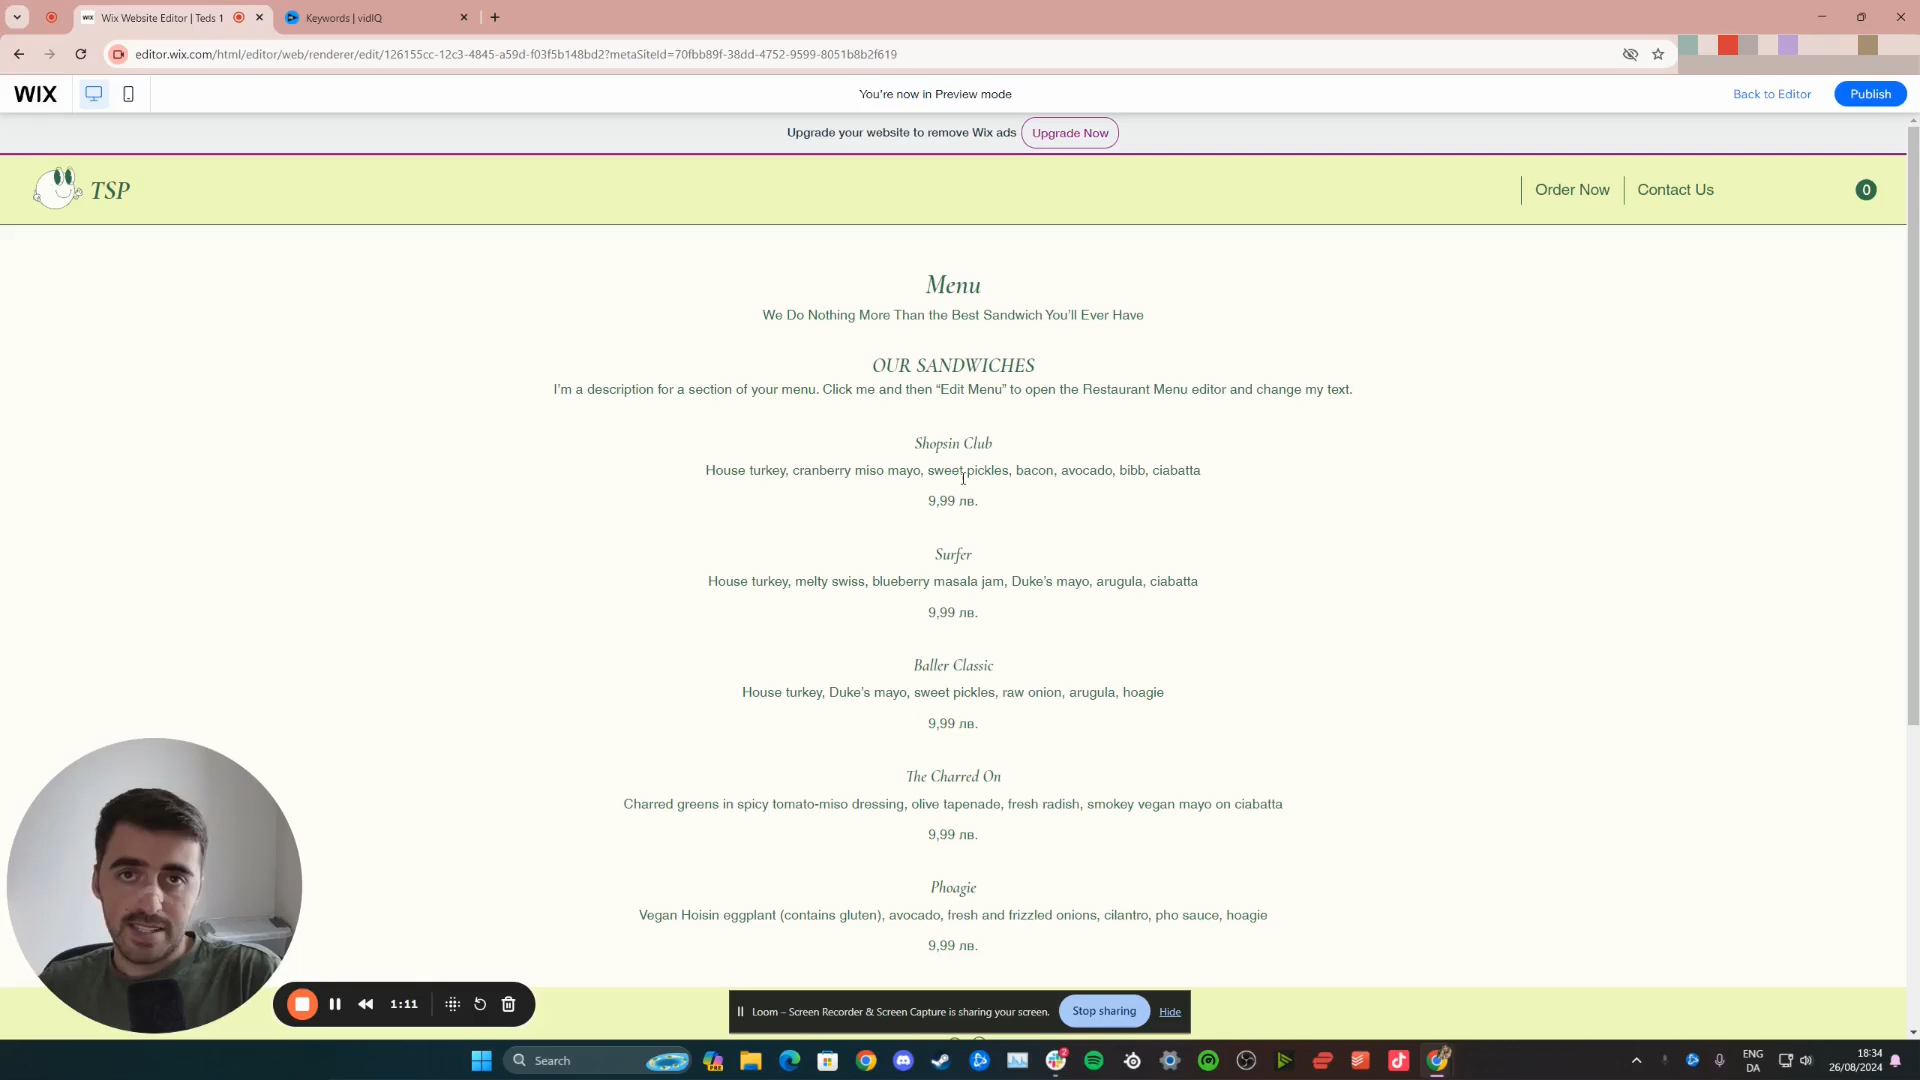 Wix Website Editor | Teds 1
Keywords | vidIQ
editor.wix.com/html/editor/web/renderer/edit/126155cc-12c3-4845-a59d-f03f5b148bd2?metaSiteId=70fbb89f-38dd-4752-9599-8051b8b2f619
WIX
You're now in Preview mode
Back to Editor
Publish
Upgrade your website to remove Wix ads
Upgrade Now
TSP
Order Now
Contact Us
0
Menu
We Do Nothing More Than the Best Sandwich You'll Ever Have
OUR SANDWICHES
I'm a description for a section of your menu. Click me and then “Edit Menu” to open the Restaurant Menu editor and change my text.
Shopsin Club
House turkey, cranberry miso mayo, sweet pickles, bacon, avocado, bibb, ciabatta
9,99 лв.
Surfer
House turkey, melty swiss, blueberry masala jam, Duke's mayo, arugula, ciabatta
9,99 лв.
Baller Classic
House turkey, Duke's mayo, sweet pickles, raw onion, arugula, hoagie
9,99 лв.
The Charred On
Charred greens in spicy tomato-miso dressing, olive tapenade, fresh radish, smokey vegan mayo on ciabatta
9,99 лв.
Phoagie
Vegan Hoisin eggplant (contains gluten), avocado, fresh and frizzled onions, cilantro, pho sauce, hoagie
9,99 лв.
1:11
Loom – Screen Recorder & Screen Capture is sharing your screen.
Stop sharing
Hide
Search
ENG
DA
18:34
26/08/2024